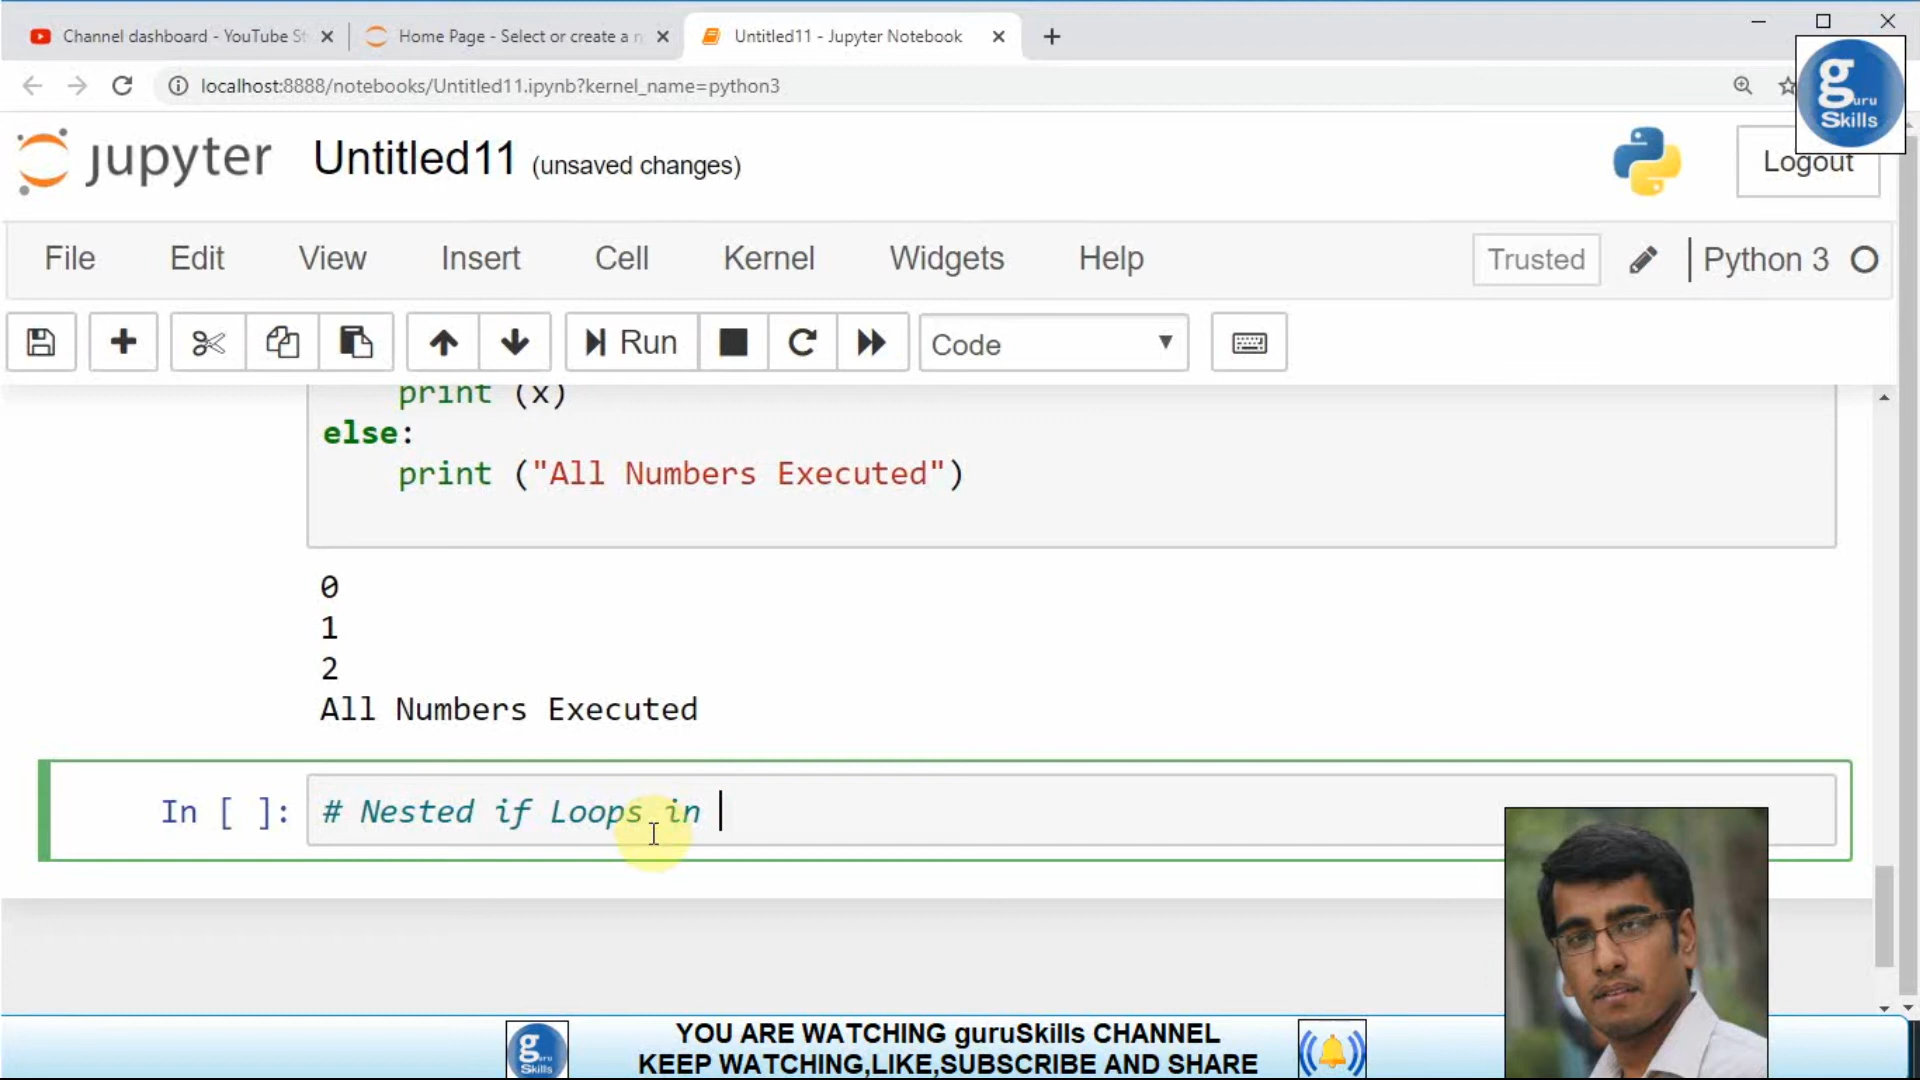 Channel dashboard - YouTube St
Home Page - Select or create a n
Untitled11 - Jupyter Notebook
localhost:8888/notebooks/Untitled11.ipynb?kernel_name=python3
guru Skills
jupyter Untitled11 (unsaved changes)
Logout
File Edit View Insert Cell Kernel Widgets Help
Trusted
Python 3
Run
Code
print (x)
else:
print ("All Numbers Executed")
0
1
2
All Numbers Executed
In [ ]: # Nested if Loops in
guru Skills
YOU ARE WATCHING guruSkills CHANNEL
KEEP WATCHING,LIKE,SUBSCRIBE AND SHARE